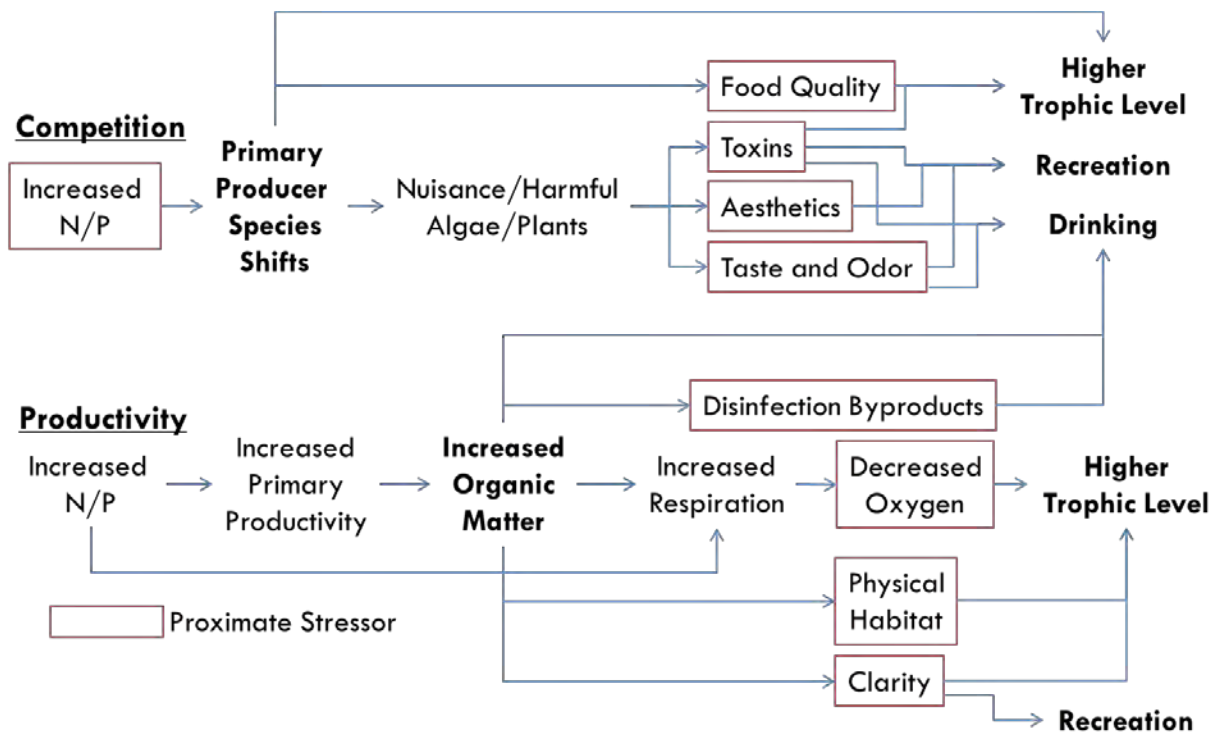 Competition
Increased
N/P
Primary
Producer
Species
Shifts
Nuisance/Harmful
Algae/Plants
Food Quality
Toxins
Aesthetics
Taste and Odor
Higher
Trophic Level
Recreation
Drinking
Productivity
Increased
N/P
Increased
Primary
Productivity
Increased
Organic
Matter
Disinfection Byproducts
Increased
Respiration
Decreased
Oxygen
Higher
Trophic Level
Physical
Habitat
Clarity
Recreation
Proximate Stressor